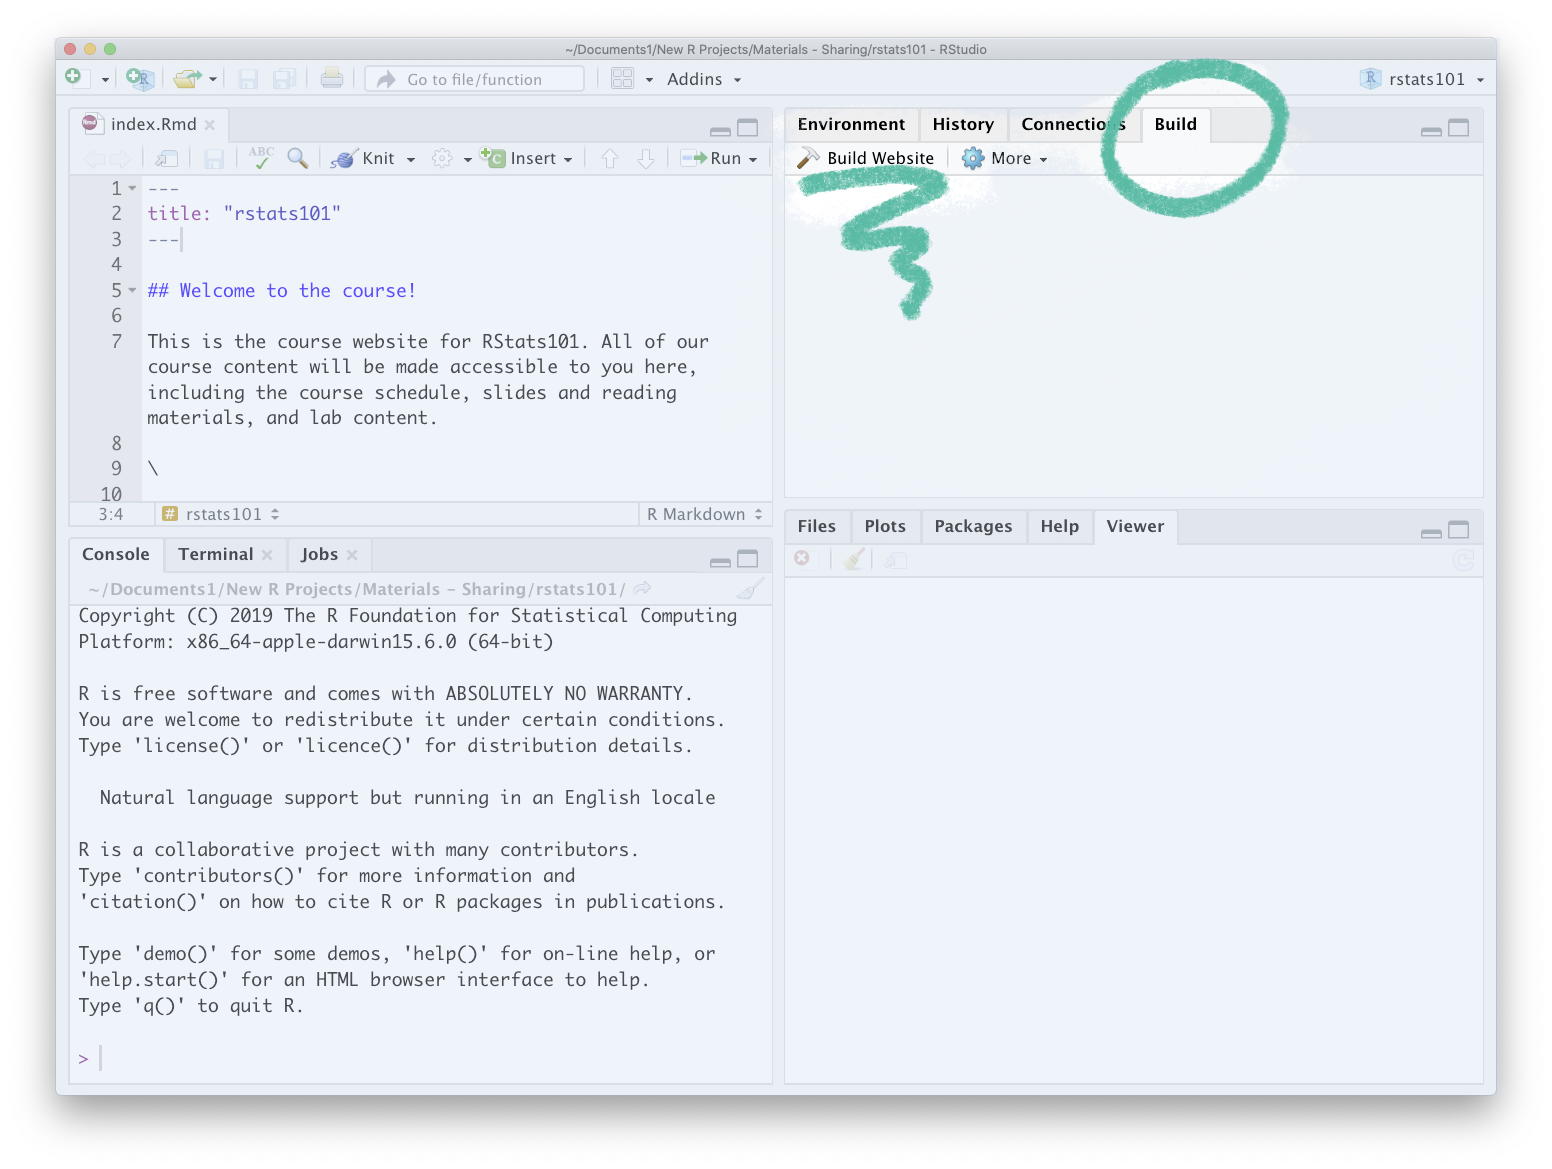 ~/Documents1/New R Projects/Materials - Sharing/rstats101 - RStudio
Go to file/function
Addins
rstats101
index.Rmd
ABC
Knit
Insert
Run
1 ---
2 title: "rstats101"
3 ---
4
5 ## Welcome to the course!
6
7 This is the course website for RStats101. All of our
course content will be made accessible to you here,
including the course schedule, slides and reading
materials, and lab content.
8
9 \
10
3:4
# rstats101
R Markdown
Environment
History
Connections
Build
Build Website
More
Console
Terminal
Jobs
~/Documents1/New R Projects/Materials - Sharing/rstats101/
Copyright (C) 2019 The R Foundation for Statistical Computing
Platform: x86_64-apple-darwin15.6.0 (64-bit)
R is free software and comes with ABSOLUTELY NO WARRANTY.
You are welcome to redistribute it under certain conditions.
Type 'license()' or 'licence()' for distribution details.
Natural language support but running in an English locale
R is a collaborative project with many contributors.
Type 'contributors()' for more information and
'citation()' on how to cite R or R packages in publications.
Type 'demo()' for some demos, 'help()' for on-line help, or
'help.start()' for an HTML browser interface to help.
Type 'q()' to quit R.
>
Files
Plots
Packages
Help
Viewer